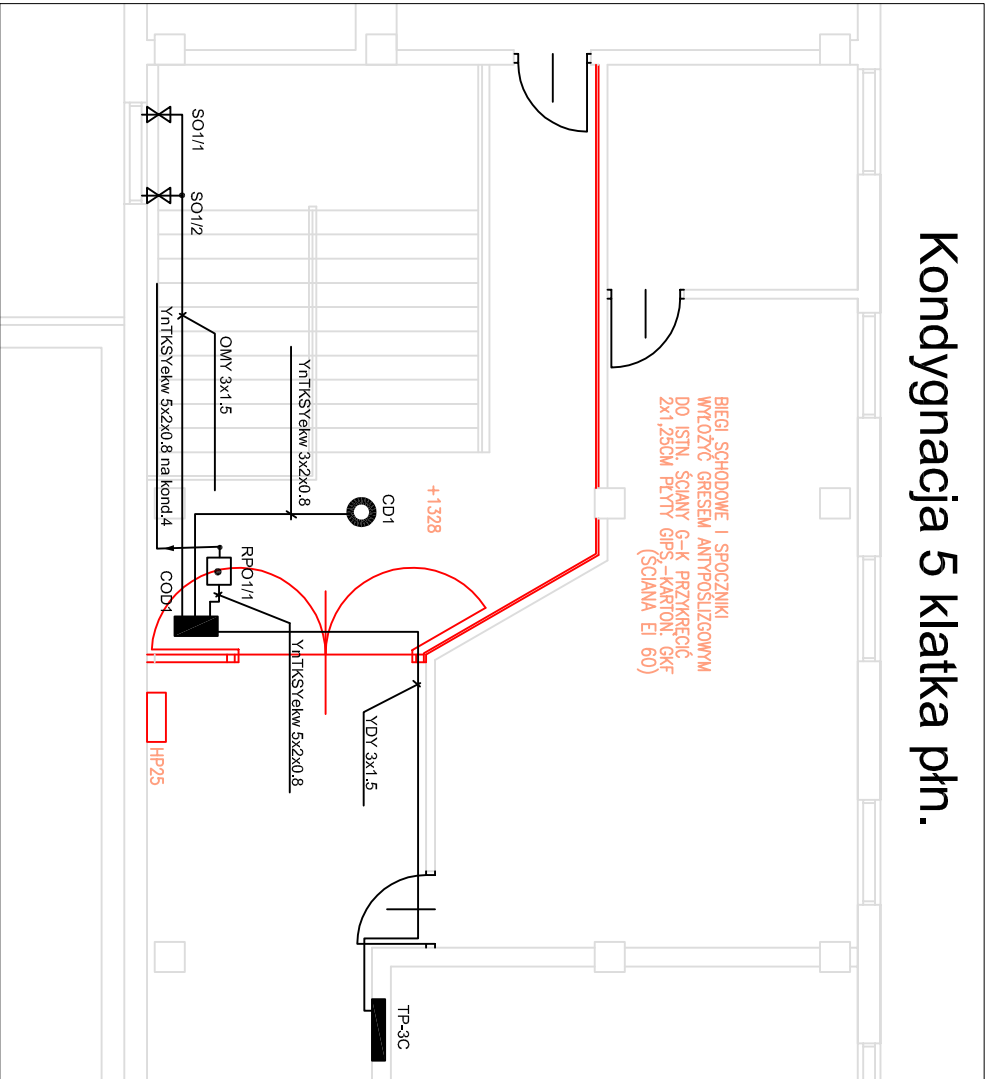 Kondygnacja 5 klatka płn.
BIEGI SCHODOWE I SPOCZNIKI
WYŁOŻYĆ GRESEM ANTYPOŚLIZGOWYM
DO ISTN. ŚCIANY G-K PRZYKRĘCIĆ
2x1,25CM PŁYTY GIPS.-KARTON. GKF
(ŚCIANA EI 60)
+1328
CD1
TP-3C
YnTKSYekw 3x2x0.8
YDY 3x1.5
YnTKSYekw 5x2x0.8
RPO1/1
OMY 3x1.5
SO1/1
SO1/2
COD1
YnTKSYekw 5x2x0.8 na kond.4
HP25